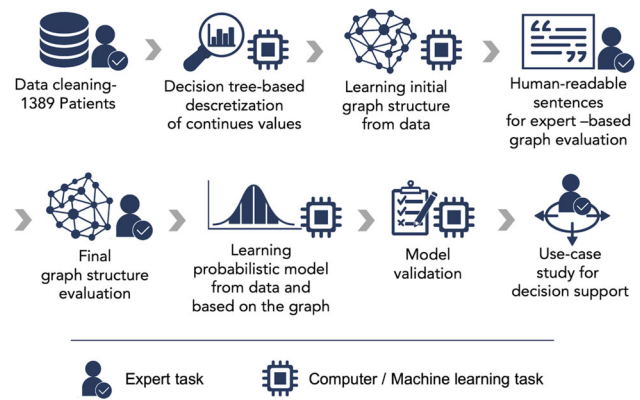 Data cleaning-
1389 Patients
Decision tree-based
descretization
of continues values
Learning initial
graph structure
from data
Human-readable
sentences
for expert –based
graph evaluation
Final
graph structure
evaluation
Learning
probabilistic model
from data and
based on the graph
Model
validation
Use-case
study for
decision support
Expert task
Computer / Machine learning task